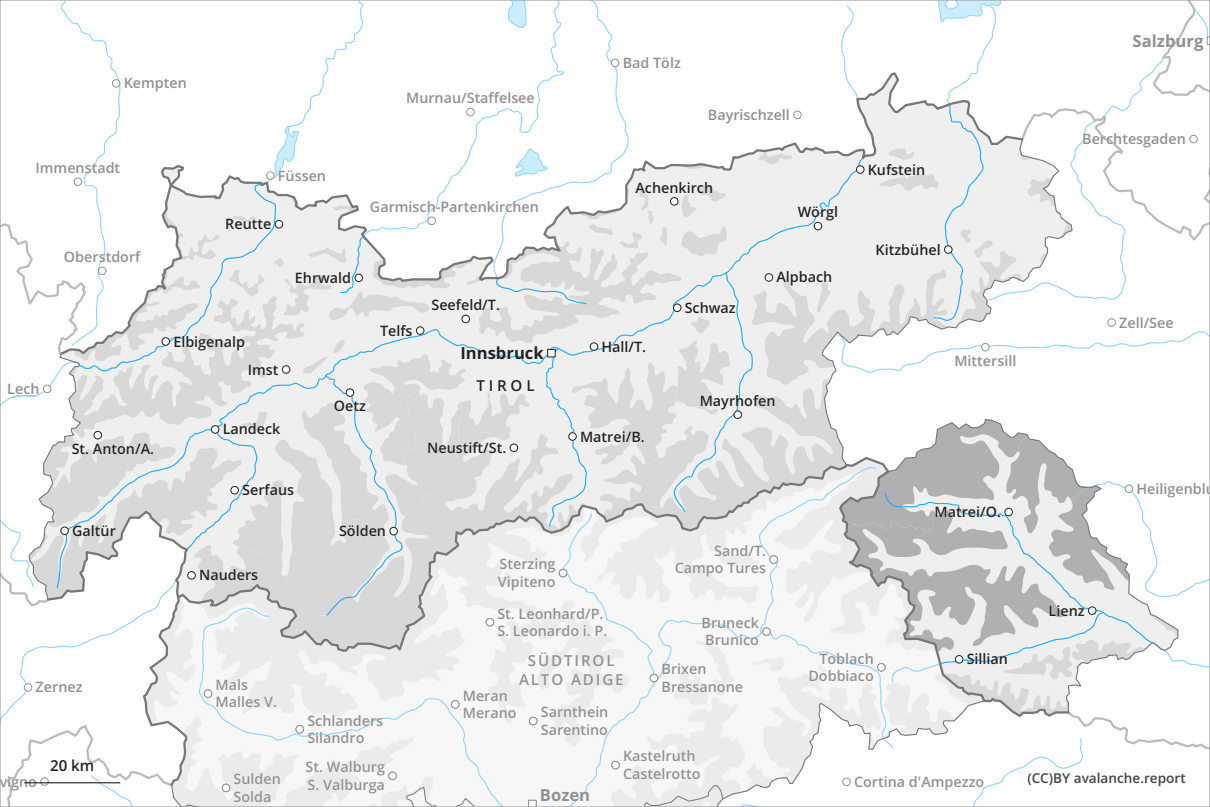 Salzburg
Bad Tölz
Kempten
Murnau/Staffelsee
Bayrischzell
Berchtesgaden
Immenstadt
Füssen
Kufstein
Achenkirch
Garmisch-Partenkirchen
Wörgl
Reutte
Kitzbühel
Oberstdorf
Ehrwald
Alpbach
Seefeld/T.
Schwaz
Telfs
Zell/See
Elbigenalp
Innsbruck
Hall/T.
Mittersill
Imst
TIROL
Lech
Oetz
Mayrhofen
Landeck
Matrei/B.
St. Anton/A.
Neustift/St.
Serfaus
Heiligenblu
Matrei/O.
Galtür
Sölden
Sand/T.
Campo Tures
Sterzing
Vipiteno
Nauders
Lienz
St. Leonhard/P.
S. Leonardo i. P.
Bruneck
Brunico
SÜDTIROL
ALTO ADIGE
Toblach
Dobbiaco
Sillian
Brixen
Bressanone
Zernez
Mals
Malles V.
Meran
Merano
Sarnthein
Sarentino
Schlanders
Silandro
Kastelruth
Castelrotto
St. Walburg
S. Valburga
20 km
vigno
Sulden
Solda
Cortina d'Ampezzo
(CC)BY avalanche.report
Bozen